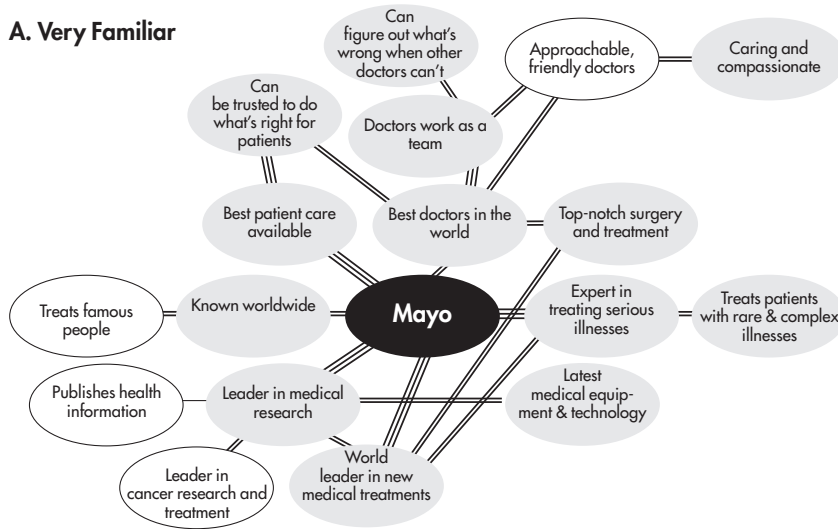 A. Very Familiar
Can
figure out what's
wrong when other
doctors can't
Approachable,
friendly doctors
Caring and
compassionate
Can
be trusted to do
what's right for
patients
Doctors work as a
team
Best patient care
available
Best doctors in the
world
Top-notch surgery
and treatment
Treats famous
people
Known worldwide
Mayo
Expert in
treating serious
illnesses
Treats patients
with rare & complex
illnesses
Publishes health
information
Leader in medical
research
Latest
medical equip-
ment & technology
Leader in
cancer research and
treatment
World
leader in new
medical treatments